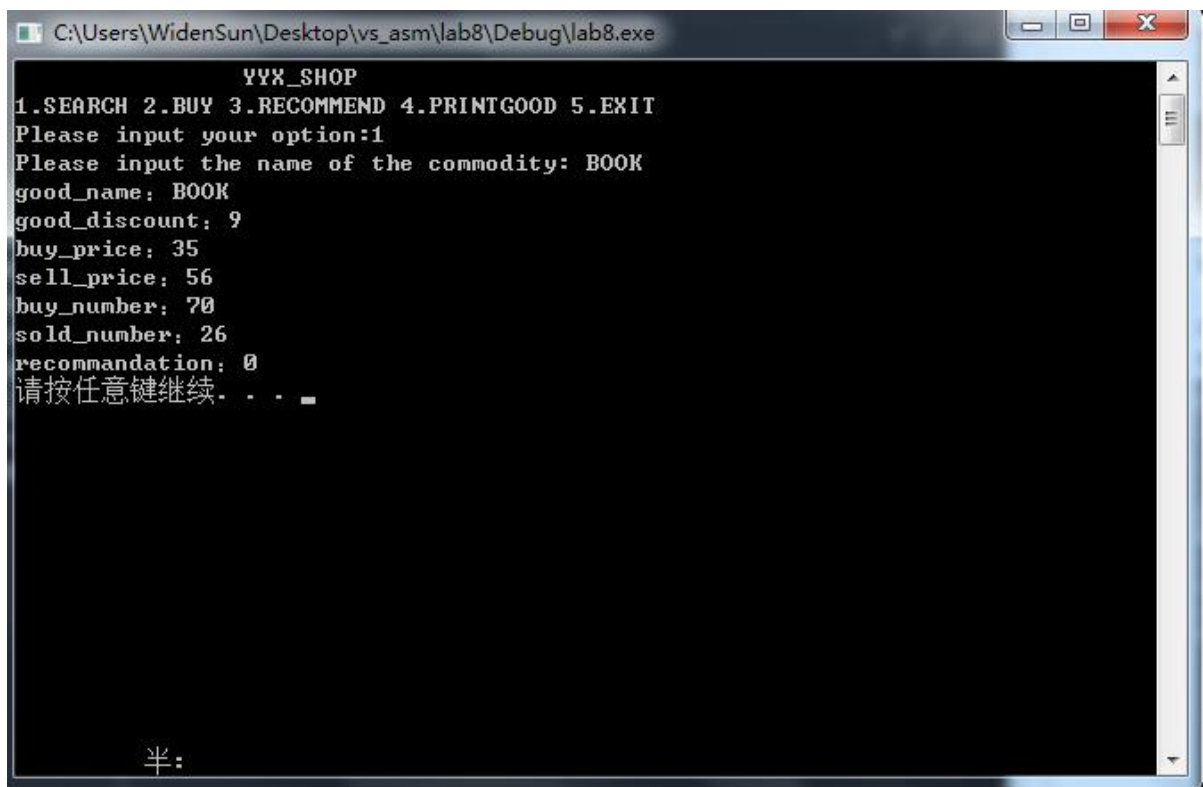 C:\Users\WidenSun\Desktop\vs_asm\lab8\Debug\lab8.exe
YYX_SHOP
1.SEARCH 2.BUY 3.RECOMMEND 4.PRINTGOOD 5.EXIT
Please input your option:1
Please input the name of the commodity: BOOK
good_name：BOOK
good_discount：9
buy_price：35
sell_price：56
buy_number：70
sold_number：26
recommandation：0
请按任意键继续. . .
半: